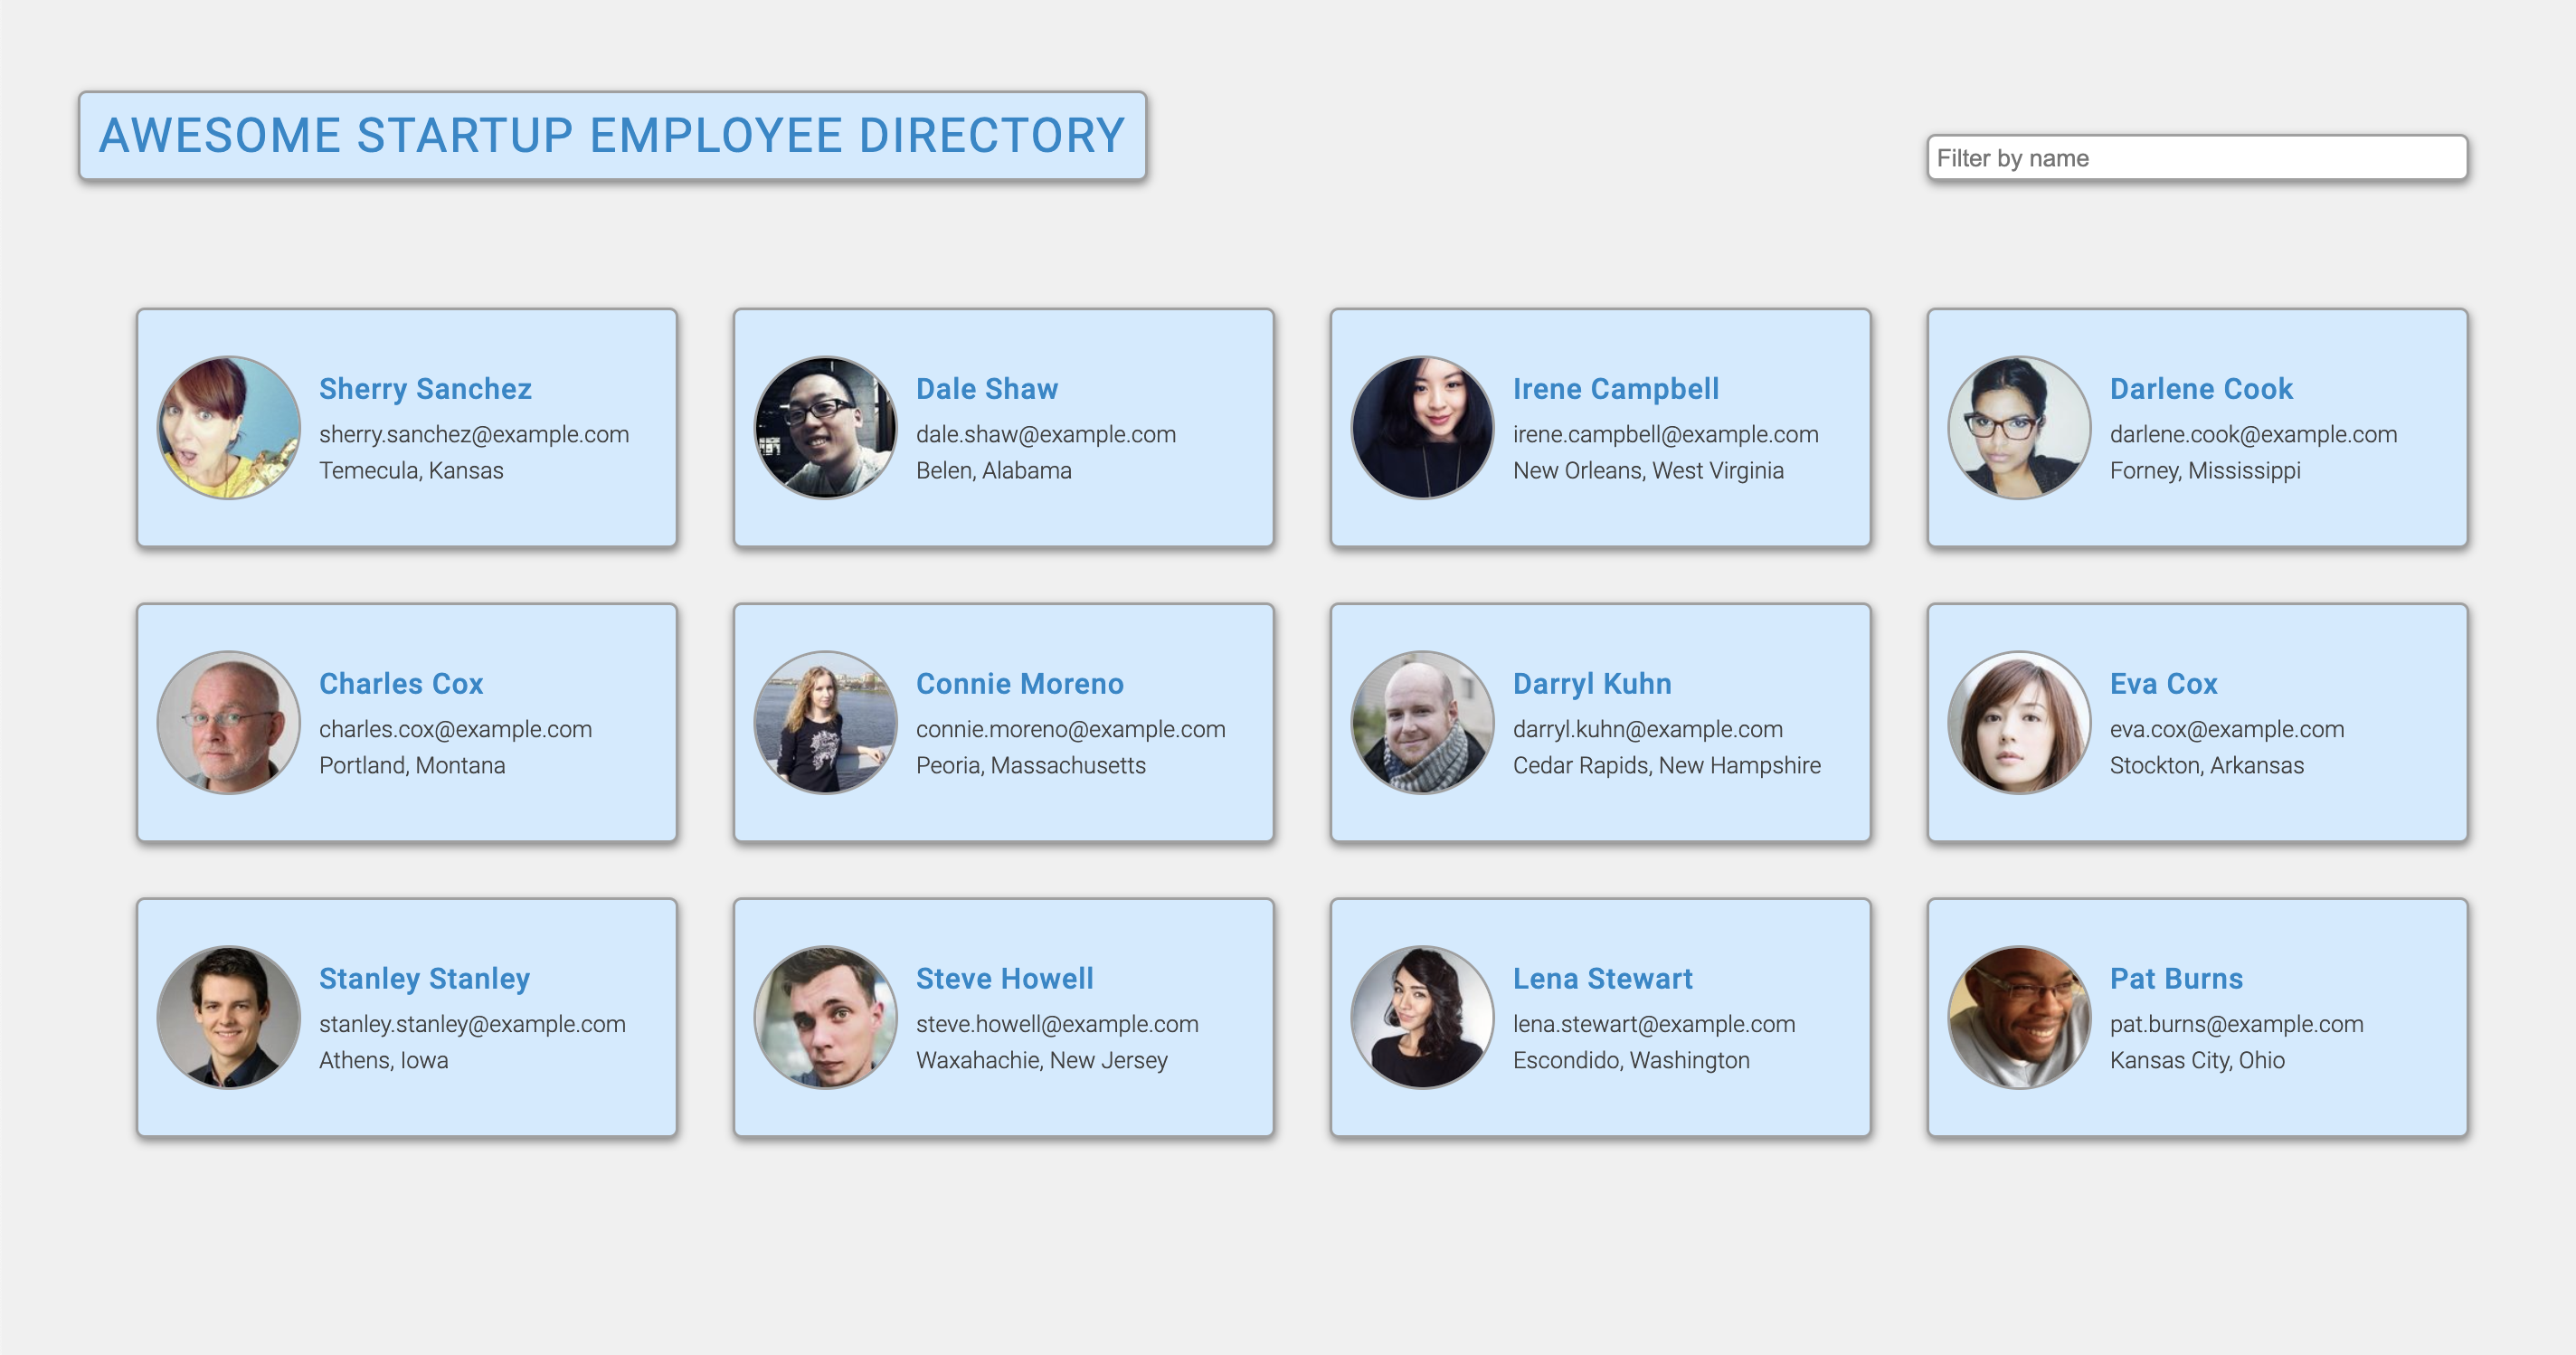 AWESOME STARTUP EMPLOYEE DIRECTORY
Filter by name
Sherry Sanchez
sherry.sanchez@example.com
Temecula, Kansas
Dale Shaw
dale.shaw@example.com
Belen, Alabama
Irene Campbell
irene.campbell@example.com
New Orleans, West Virginia
Darlene Cook
darlene.cook@example.com
Forney, Mississippi
Charles Cox
charles.cox@example.com
Portland, Montana
Connie Moreno
connie.moreno@example.com
Peoria, Massachusetts
Darryl Kuhn
darryl.kuhn@example.com
Cedar Rapids, New Hampshire
Eva Cox
eva.cox@example.com
Stockton, Arkansas
Stanley Stanley
stanley.stanley@example.com
Athens, Iowa
Steve Howell
steve.howell@example.com
Waxahachie, New Jersey
Lena Stewart
lena.stewart@example.com
Escondido, Washington
Pat Burns
pat.burns@example.com
Kansas City, Ohio